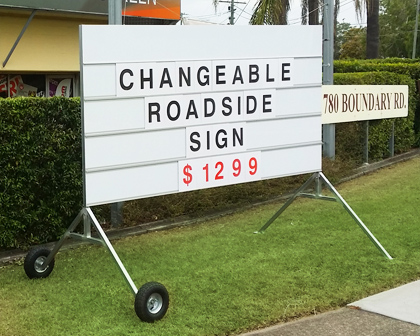 CHANGEABLE
ROADSIDE
SIGN
$1299
780 BOUNDARY RD.